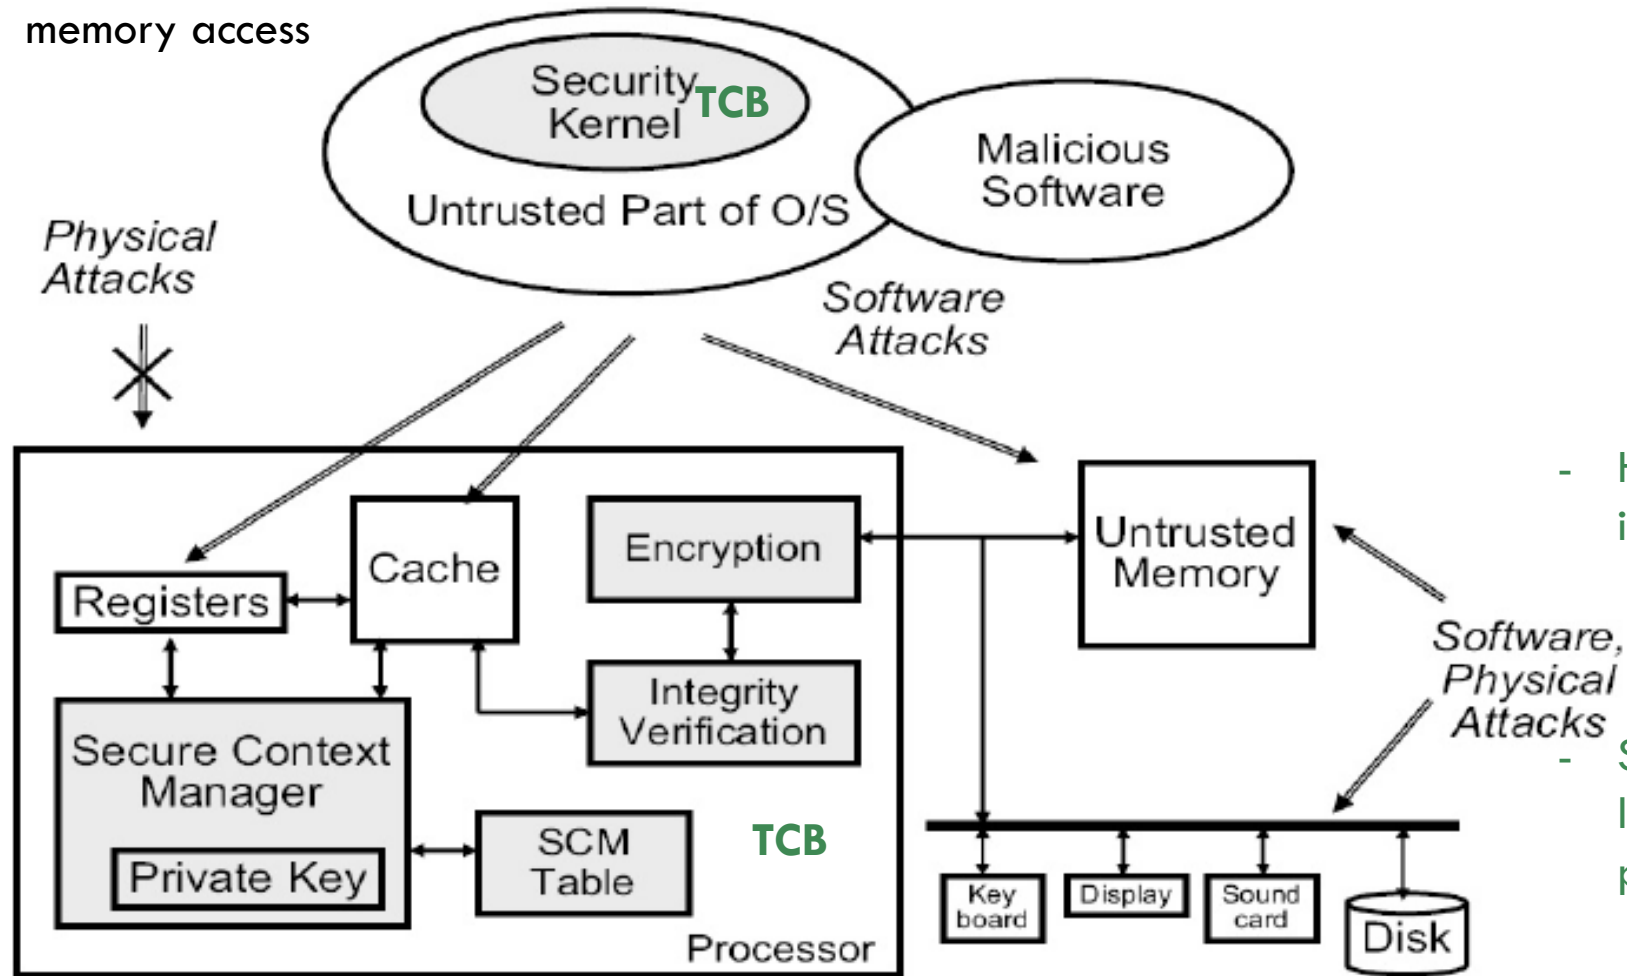 memory access
Security
Kernel
TCB
Untrusted Part of O/S
Malicious
Software
Physical
Attacks
Software
Attacks
Registers
Cache
Encryption
Untrusted
Memory
Integrity
Verification
Secure Context
Manager
Private Key
SCM
Table
TCB
Processor
Software,
Physical
Attacks
Key
board
Display
Sound
card
Disk
-
-